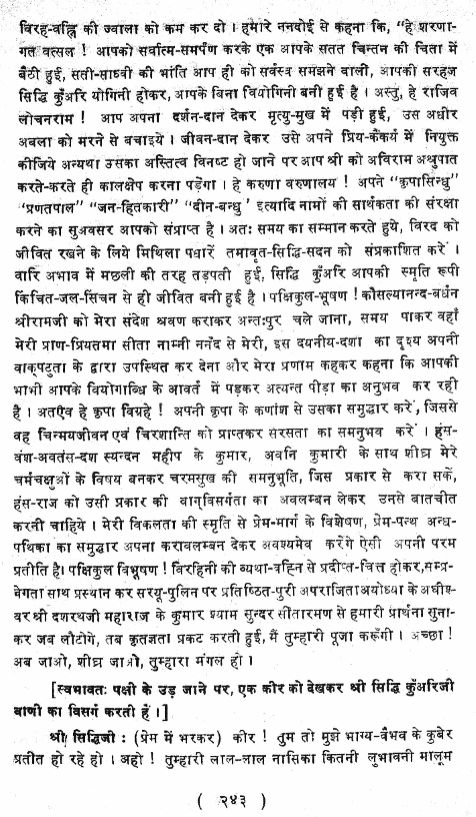 विरह-वह्नि की ज्वाला को कम कर दो । हमारे ननदोई से कहना कि, "हे शरणा-
गत वत्सल ! आपको सर्वात्म-समर्पण करके एक आपके सतत चिन्तन की चिता में
बैठी हुई, सती-साध्वी की भांति आप ही को सर्वस्व समझने वाली, आपकी सरहज
सिद्धि कुँअरि योगिनी होकर, आपके बिना वियोगिनी बनी हुई है । अस्तु, हे राजिव
लोचनराम ! आप अपना दर्शन-दान देकर मृत्यु-मुख में पड़ी हुई, उस अधीर
अबला को मरने से बचाइये । जीवन-दान देकर उसे अपने प्रिय-कैंकर्य में नियुक्त
कीजिये अन्यथा उसका अस्तित्व विनष्ट हो जाने पर आप श्री को अविराम अश्रुपात
करते-करते ही कालक्षेप करना पड़ेगा । हे करुणा वरुणालय ! अपने "कृपासिन्धु"
"प्रणतपाल" "जन-हितकारी" "दीन-बन्धु' इत्यादि नामों की सार्थकता की संरक्षा
करने का सुअवसर आपको संप्राप्त है । अतः समय का सम्मान करते हुये, विरद को
जीवित रखने के लिये मिथिला पधारें तमावृत-सिद्धि-सदन को संप्रकाशित करें ।
वारि अभाव में मछली की तरह तड़पती हुई, सिद्धि कुँअरि आपकी स्मृति रूपी
किंचित-जल-सिंचन से ही जीवित बनी हुई है । पक्षिकुल-भूषण ! कौसल्यानन्द-बर्धन
श्रीरामजी को मेरा संदेश श्रवण कराकर अन्तःपुर चले जाना, समय पाकर वहाँ
मेरी प्राण-प्रियतमा सीता नाम्नी ननँद से मेरी, इस दयनीय-दशा का दृश्य अपनी
वाक्पटुता के द्वारा उपस्थित कर देना और मेरा प्रणाम कहकर कहना कि आपकी
भाभी आपके वियोगाब्धि के आवर्त में पड़कर अत्यन्त पीड़ा का अनुभव कर रही
है । अतएव हे कृपा विग्रहे ! अपनी कृपा के कणांश से उसका समुद्धार करें, जिससे
वह चिन्मयजीवन एवं चिरशान्ति को प्राप्तकर सरसता का समनुभव करें । हंस-
वंश-अवतंस-दश स्यन्दन महीप के कुमार, अवनि कुमारी के साथ शीघ्र मेरे
चर्मचक्षुओं के विषय बनकर चरमसुख की समनुभूति, जिस प्रकार से करा सकें,
हंस-राज को उसी प्रकार की वाग्विसर्गता का अवलम्बन लेकर उनसे बातचीत
करनी चाहिये । मेरी विकलता की स्मृति से प्रेम-मार्ग के विशेषण, प्रेम-पन्थ अन्ध-
पथिका का समुद्धार अपना करावलम्बन देकर अवश्यमेव करेंगे ऐसी अपनी परम
प्रतीति है। पक्षिकुल विभूषण ! विरहिनी की व्यथा-वह्नि से प्रदीप्त-चित्त होकर,सम्प्र-
वेगता साथ प्रस्थान कर सरयू-पुलिन पर प्रतिष्ठित-पुरी अपराजिताअयोध्या के अधीश-
वर श्री दशरथजी महाराज के कुमार श्याम सुन्दर सीतारमण से हमारी प्रार्थना सुना-
कर जब लौटोगे, तब कृतज्ञता प्रकट करती हुई, मैं तुम्हारी पूजा करूँगी । अच्छा !
अब जाओ, शीघ्र जाओ, तुम्हारा मंगल हो ।
[स्वभावतः पक्षी के उड़ जाने पर, एक कीर को देखकर श्री सिद्धि कुँअरिजी
बाणी का विसर्ग करती हैं ।]
श्री सिद्धिजी : (प्रेम में भरकर) कीर ! तुम तो मुझे भाग्य-वैभव के कुबेर
प्रतीत हो रहे हो । अहो ! तुम्हारी लाल-लाल नासिका कितनी लुभावनी मालूम
( २४३ )